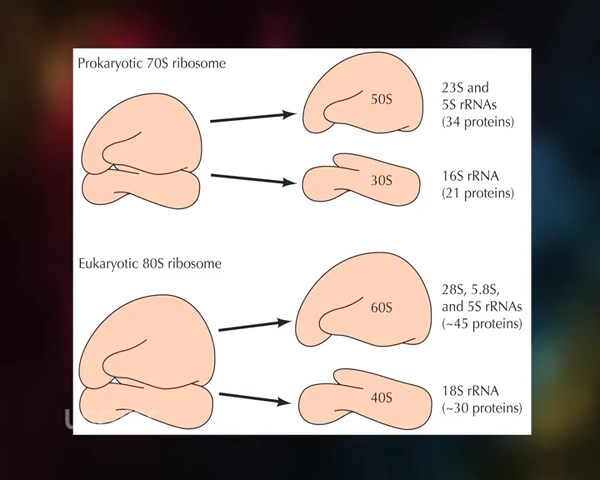 Prokaryotic 70S ribosome
50S
23S and
5S rRNAs
(34 proteins)
30S
16S rRNA
(21 proteins)
Eukaryotic 80S ribosome
60S
28S, 5.8S,
and 5S rRNAs
(~45 proteins)
40S
18S rRNA
(~30 proteins)